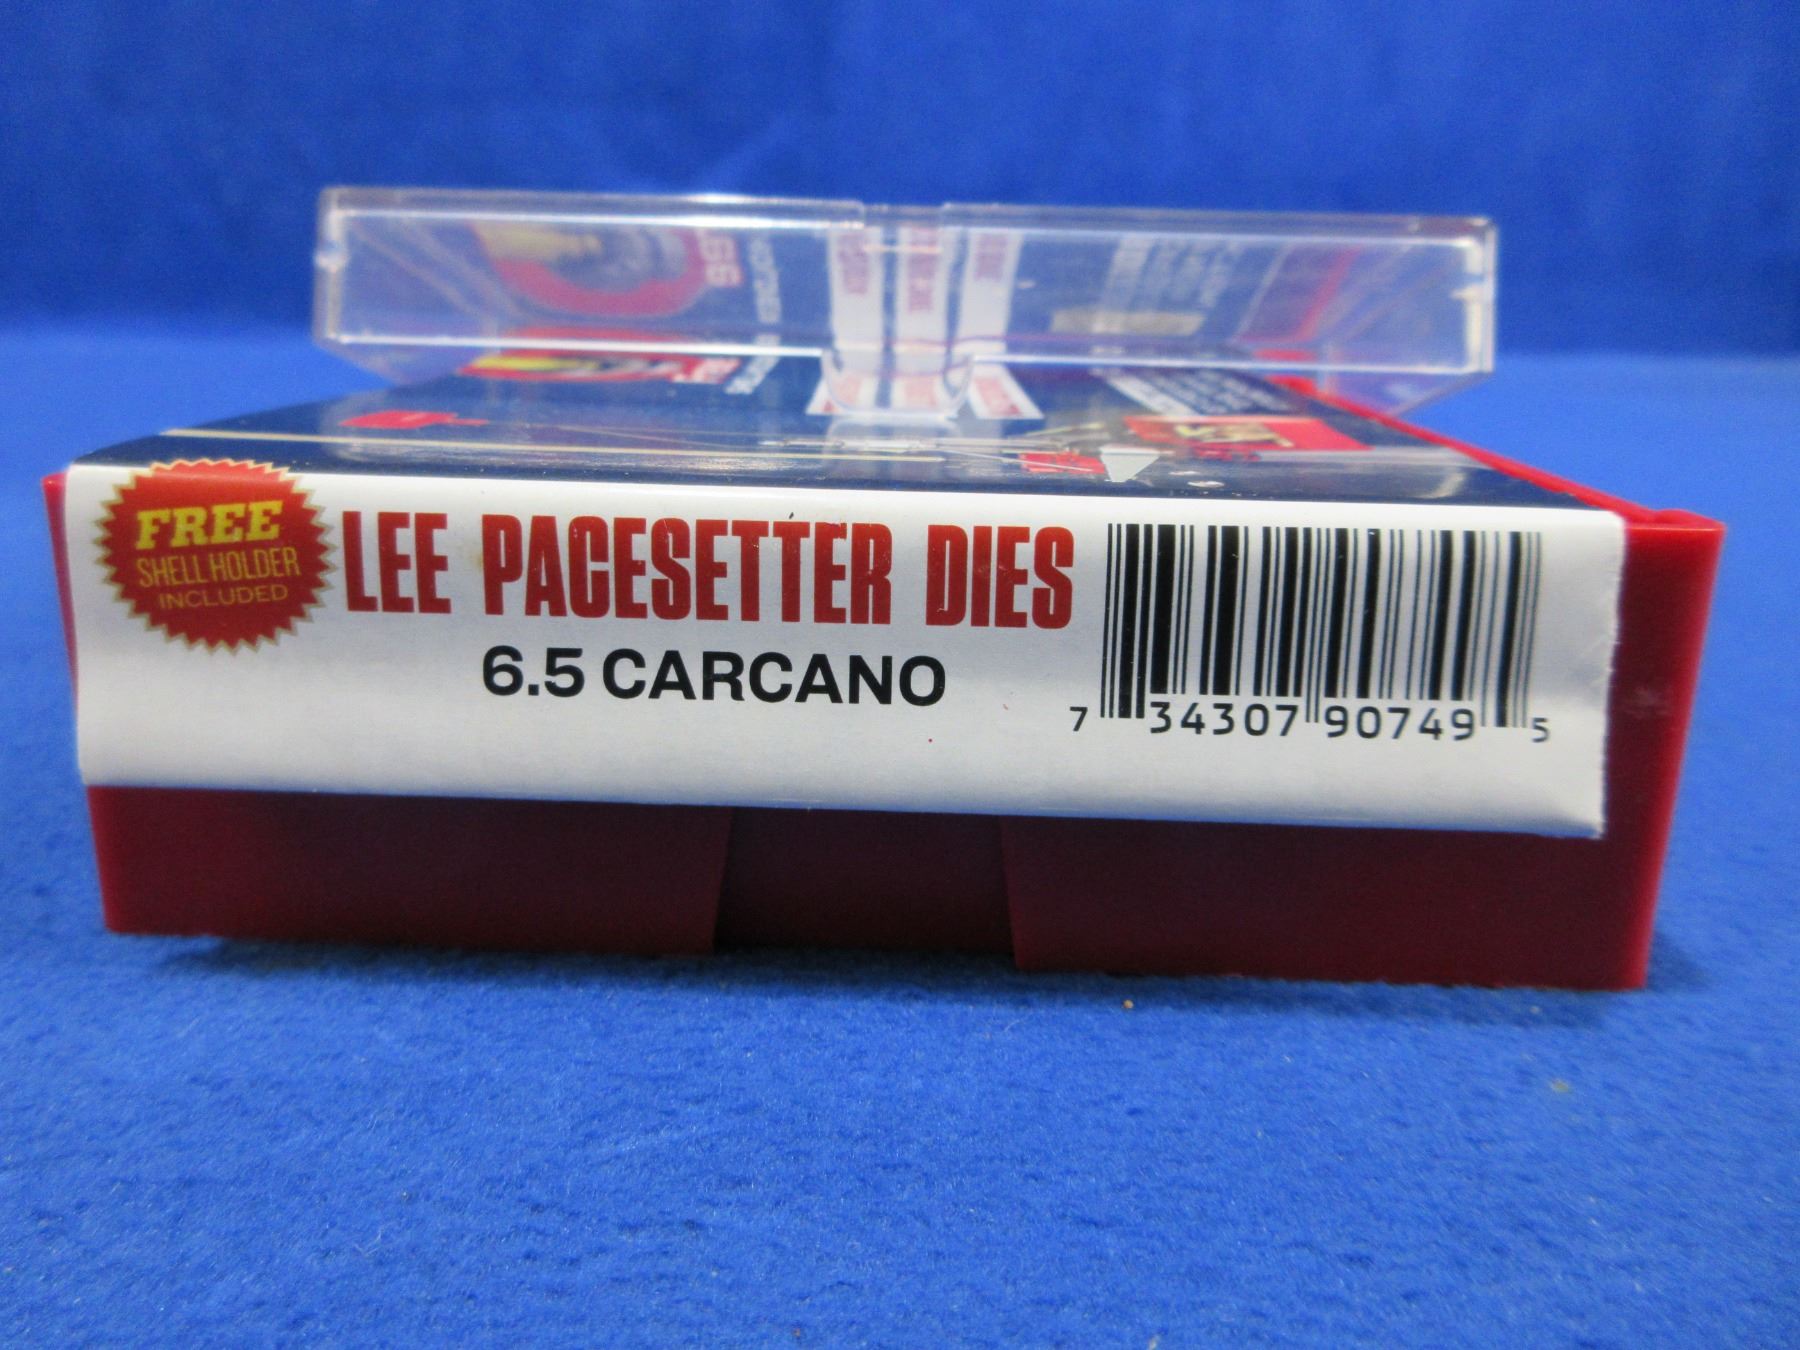 FREE
SHELL HOLDER
INCLUDED
LEE PACESETTER DIES
6.5 CARCANO
7 34307 90749 5